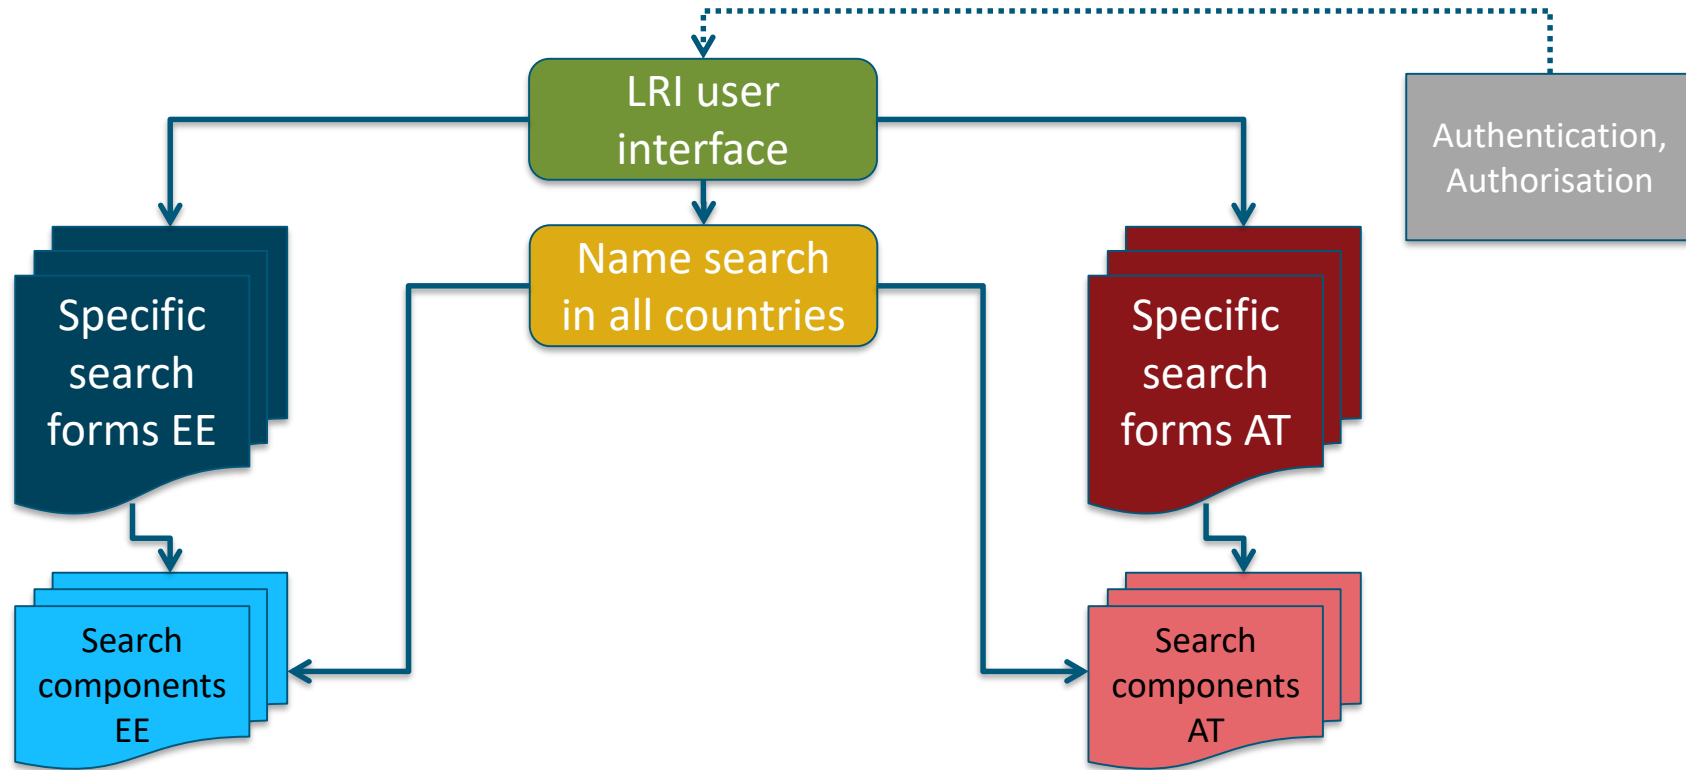 LRI user
interface
Authentication,
Authorisation
Name search
in all countries
Specific
search
forms EE
Specific
search
forms AT
Search
components
EE
Search
components
AT